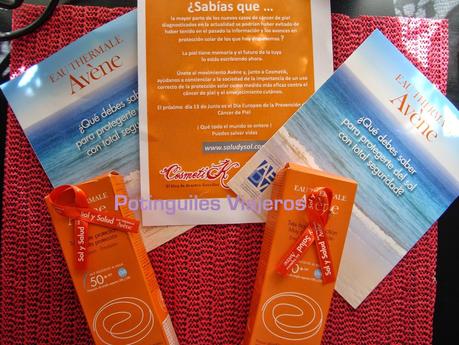 ¿Sabías que ...
la mayor parte de los nuevos casos de cáncer de piel
diagnosticados en la actualidad se podrían haber evitado de
haber tenido en el pasado la información y los avances en
protección solar de los que hoy disponemos ?
La piel tiene memoria y el futuro de la tuya
lo estás escribiendo ahora.
Únete al movimiento Avène y, junto a Cosmetik,
ayúdanos a concienciar a la sociedad de la importancia de un uso
correcto de la protección solar como medida más eficaz contra el
cáncer de piel y el envejecimiento cutáneo.
El próximo día 13 de Junio es el Día Europeo de la Prevención del
Cáncer de Piel
¡ Qué todo el mundo se entere !
Puedes salvar vidas
www.saludysol.com
CosmetiK
EAU THERMALE
Avène
¿Qué debes saber
para protegerte del sol
con total seguridad?
EAU THERMALE
Avène
¿Qué debes saber
para protegerte del sol
con total seguridad?
Potinguiles Viajeros
EAU THERMALE
Avène
Sol y Salud
50
EAU THERMALE
Avène
Sol y Salud